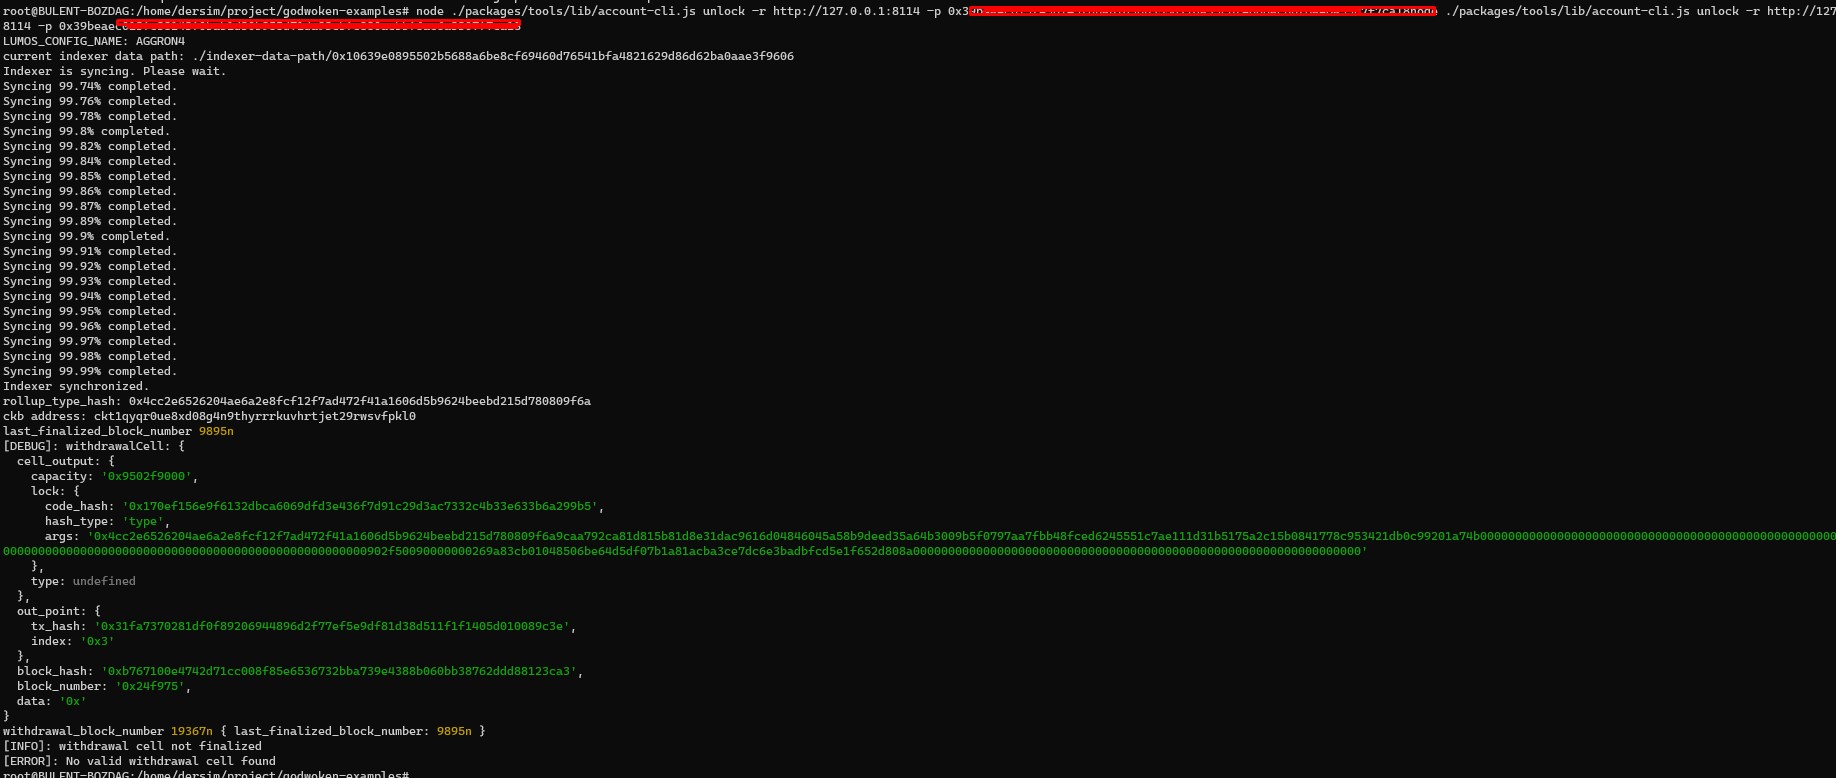 root@BULENT-BOZDAG:/home/dersim/project/godwoken-examples# node ./packages/tools/lib/account-cli.js unlock -r http://127.0.0.1:8114 -p ./packages/tools/lib/account-cli.js unlock -r http://127
8114 -p
LUMOS_CONFIG_NAME: AGGRON4
current indexer data path: ./indexer-data-path/0x10639e0895502b5688a6be8cf69460d76541bfa4821629d86d62ba0aae3f9606
Indexer is syncing. Please wait.
Syncing 99.74% completed.
Syncing 99.76% completed.
Syncing 99.78% completed.
Syncing 99.8% completed.
Syncing 99.82% completed.
Syncing 99.84% completed.
Syncing 99.85% completed.
Syncing 99.86% completed.
Syncing 99.87% completed.
Syncing 99.89% completed.
Syncing 99.9% completed.
Syncing 99.91% completed.
Syncing 99.92% completed.
Syncing 99.93% completed.
Syncing 99.94% completed.
Syncing 99.95% completed.
Syncing 99.96% completed.
Syncing 99.97% completed.
Syncing 99.98% completed.
Syncing 99.99% completed.
Indexer synchronized.
rollup_type_hash: 0x4cc2e6526204ae6a2e8fcf12f7ad472f41a1606d5b9624beebd215d780809f6a
ckb address: ckt1qyqr0ue8xd08g4n9thyrrrkuvhrtjet29rwsvfpkl0
last_finalized_block_number 9895n
[DEBUG]: withdrawalCell: {
cell_output: {
capacity: '0x9502f9000',
lock: {
code_hash: '0x170ef156e9f6132dbca6069dfd3e436f7d91c29d3ac7332c4b33e633b6a299b5',
hash_type: 'type',
args:
},
type: undefined
},
out_point: {
tx_hash: '0x31fa7370281df0f89206944896d2f77ef5e9df81d38d511f1f1405d010089c3e',
index: '0x3'
},
block_hash: '0xb767100e4742d71cc008f85e6536732bba739e4388b060bb38762ddd88123ca3',
block_number: '0x24f975',
data: '0x'
}
withdrawal_block_number 19367n { last_finalized_block_number: 9895n }
[INFO]: withdrawal cell not finalized
[ERROR]: No valid withdrawal cell found
root@BULENT-BOZDAG:/home/dersim/project/godwoken-examples#